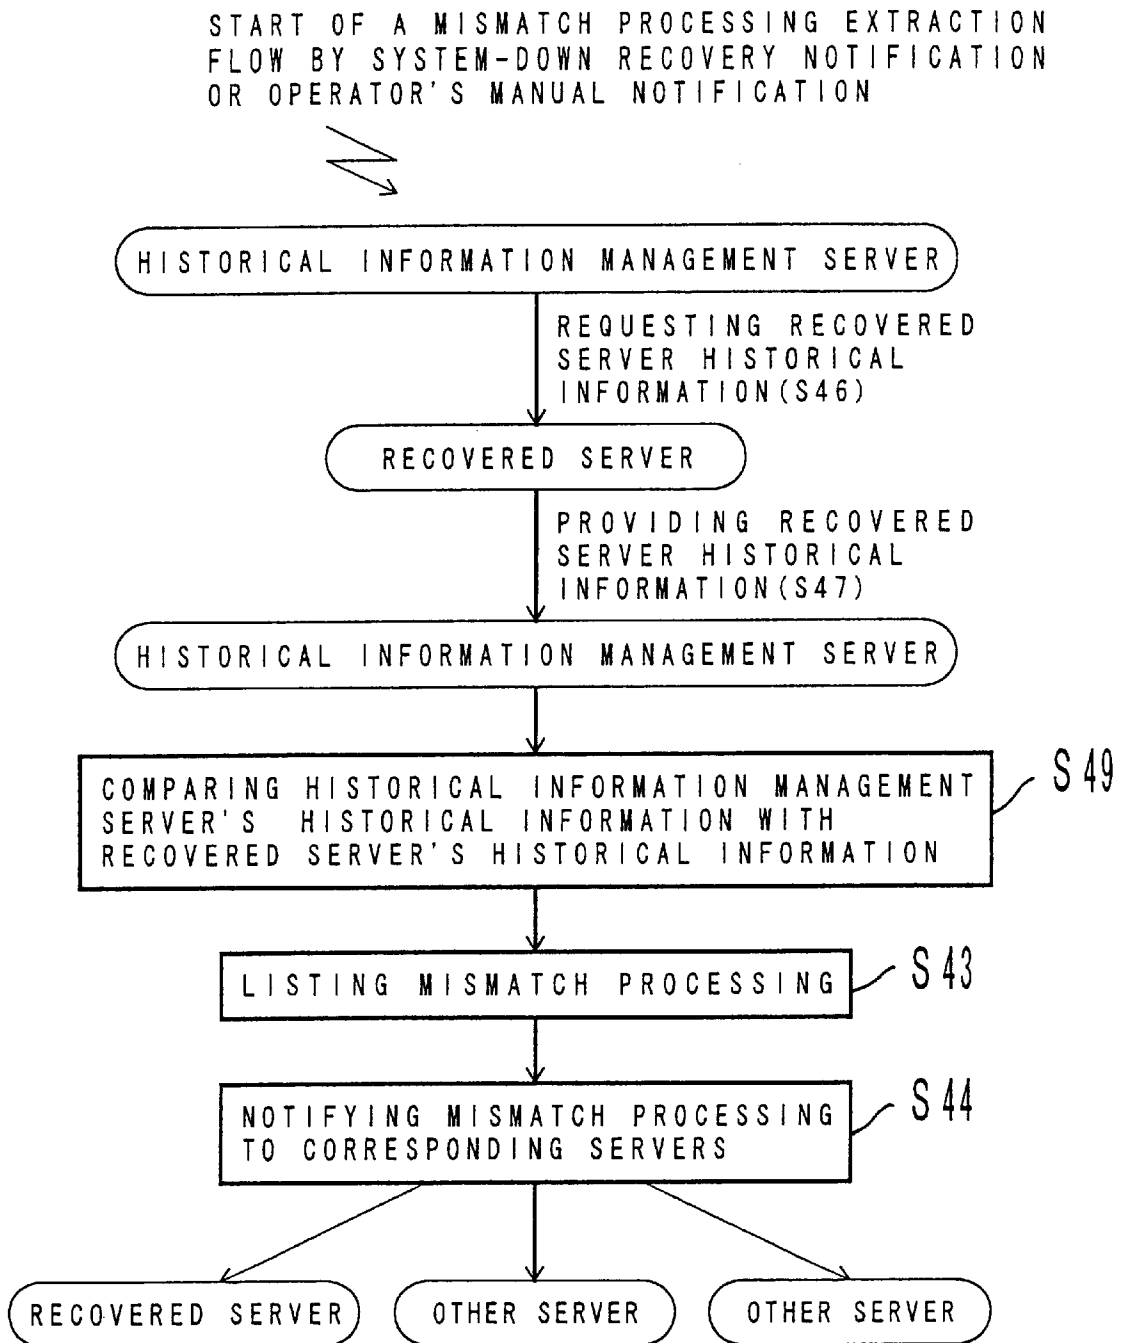 START OF A MISMATCH PROCESSING EXTRACTION
FLOW BY SYSTEM-DOWN RECOVERY NOTIFICATION
OR OPERATOR'S MANUAL NOTIFICATION
HISTORICAL INFORMATION MANAGEMENT SERVER
REQUESTING RECOVERED
SERVER HISTORICAL
INFORMATION(S46)
RECOVERED SERVER
PROVIDING RECOVERED
SERVER HISTORICAL
INFORMATION(S47)
HISTORICAL INFORMATION MANAGEMENT SERVER
COMPARING HISTORICAL INFORMATION MANAGEMENT
SERVER'S HISTORICAL INFORMATION WITH
RECOVERED SERVER'S HISTORICAL INFORMATION
S49
LISTING MISMATCH PROCESSING
S43
NOTIFYING MISMATCH PROCESSING
TO CORRESPONDING SERVERS
S44
RECOVERED SERVER
OTHER SERVER
OTHER SERVER